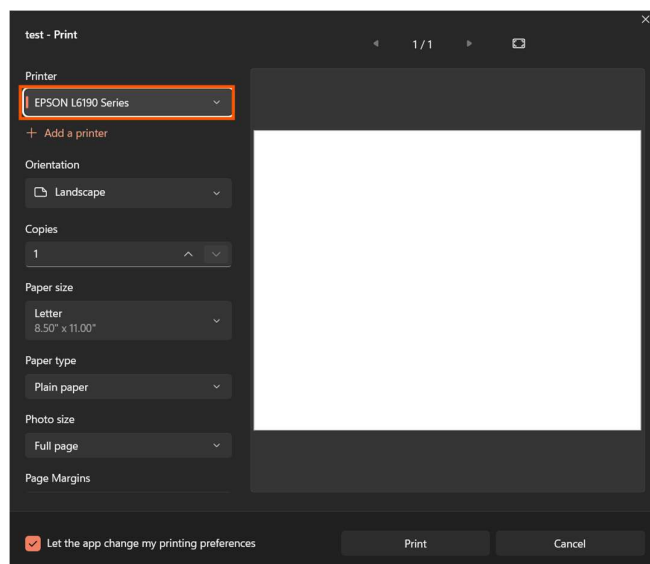 test - Print
1 / 1
Printer
EPSON L6190 Series
+ Add a printer
Orientation
Landscape
Copies
1
Paper size
Letter
8.50" x 11.00"
Paper type
Plain paper
Photo size
Full page
Page Margins
Let the app change my printing preferences
Print
Cancel